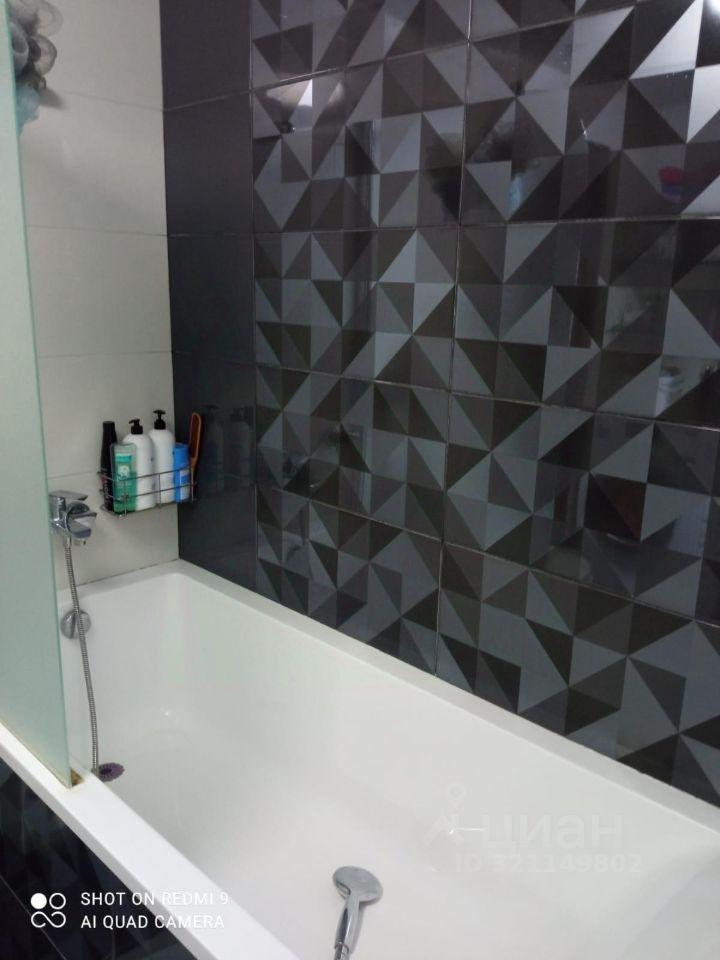 циан
ID 321149802
SHOT ON REDMI 9
AI QUAD CAMERA